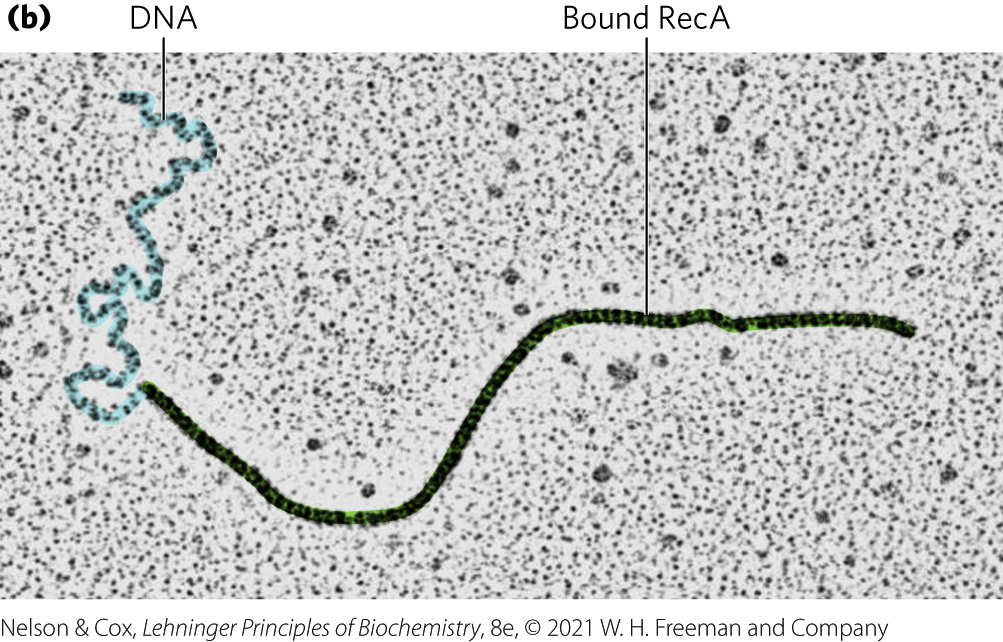 (b) DNA Bound RecA
Nelson & Cox, Lehninger Principles of Biochemistry, 8e, © 2021 W. H. Freeman and Company